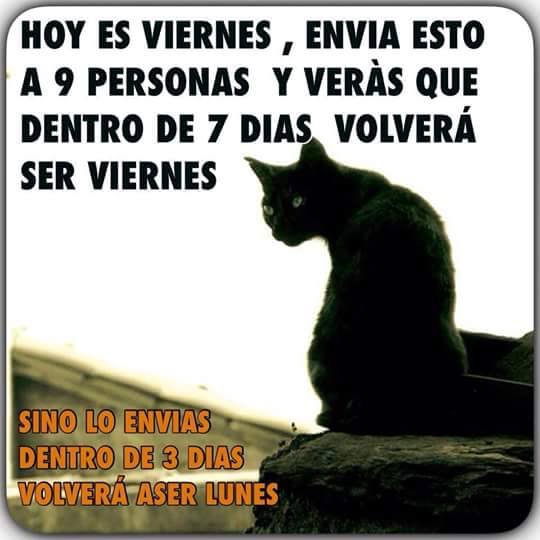 HOY ES VIERNES , ENVIA ESTO
A 9 PERSONAS Y VERÀS QUE
DENTRO DE 7 DIAS VOLVERÁ
SER VIERNES
SINO LO ENVIAS
DENTRO DE 3 DIAS
VOLVERÁ ASER LUNES